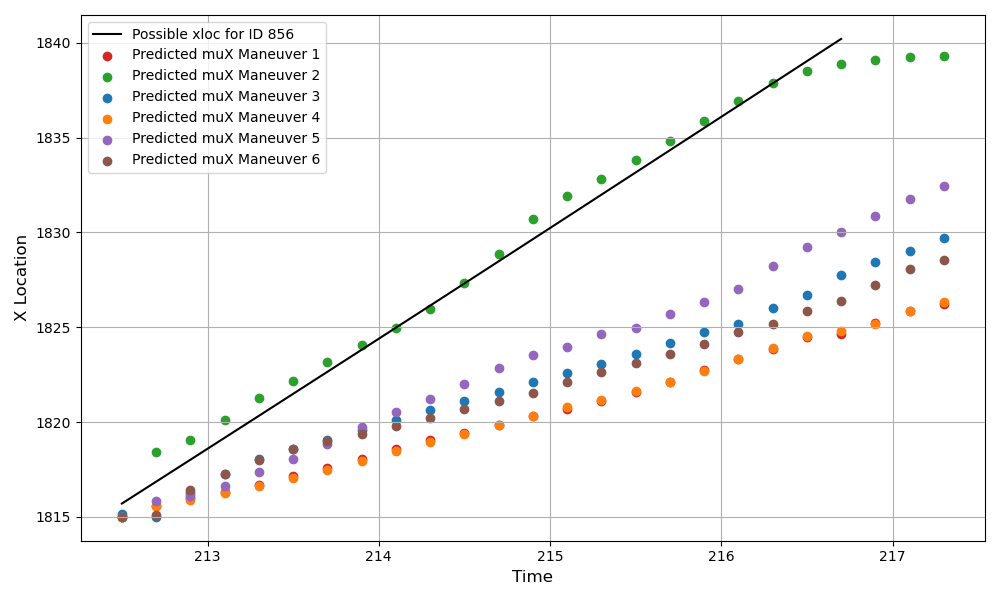 1840
1835
1830
1825
1820
1815
X Location
Possible xloc for ID 856
Predicted muX Maneuver 1
Predicted muX Maneuver 2
Predicted muX Maneuver 3
Predicted muX Maneuver 4
Predicted muX Maneuver 5
Predicted muX Maneuver 6
213 214 215 216 217
Time